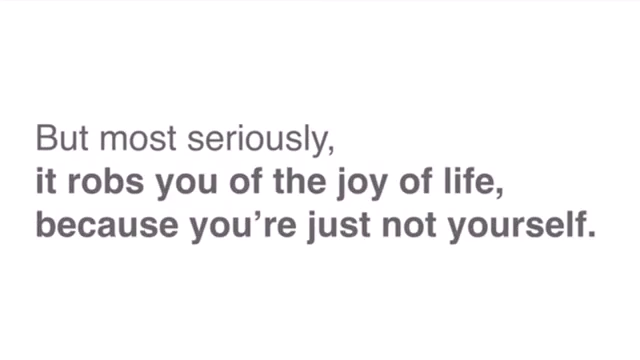 But most seriously,
it robs you of the joy of life,
because you’re just not yourself.